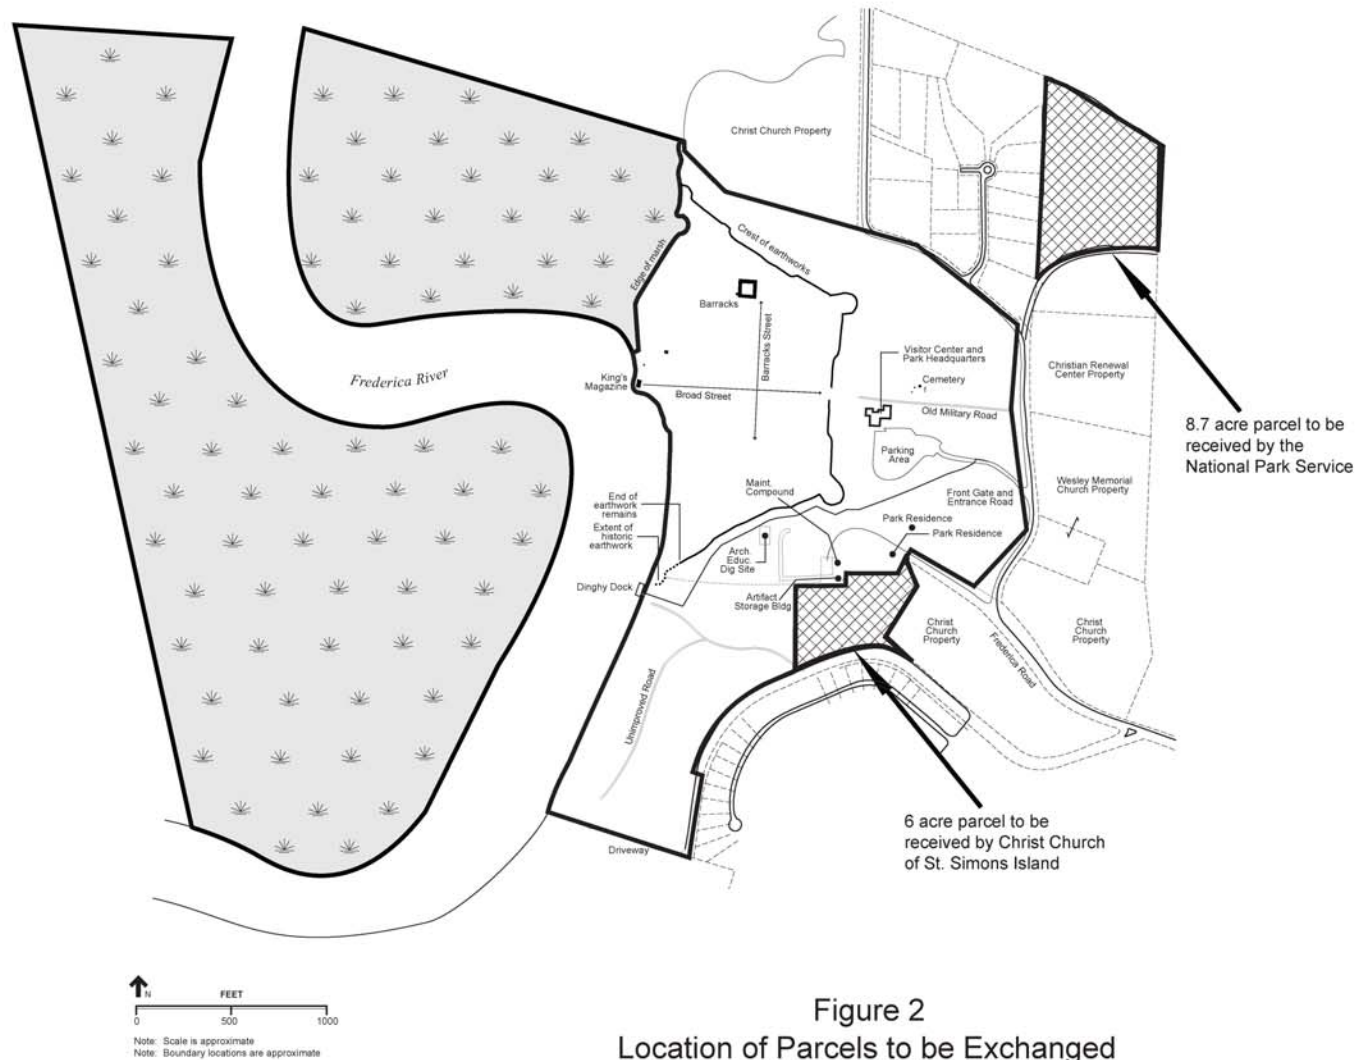 Christ Church Property
Crest of earthworks
Edge of marsh
Barracks
Barracks Street
Visitor Center and
Park Headquarters
Christian Renewal
Center Property
Frederica River
King's
Magazine
Cemetery
Broad Street
Old Military Road
8.7 acre parcel to be
received by the
National Park Service
Parking
Area
Maint.
Compound
Wesley Memorial
Church Property
End of
earthwork
remains
Front Gate and
Entrance Road
Extent of
historic
earthwork
Park Residence
Park Residence
Arch.
Educ.
Dig Site
Dinghy Dock
Artifact
Storage Bldg
Christ
Church
Property
Frederica Road
Christ
Church
Property
Unimproved Road
6 acre parcel to be
received by Christ Church
of St. Simons Island
Driveway
N
FEET
0 500 1000
Note: Scale is approximate
Note: Boundary locations are approximate
Figure 2
Location of Parcels to be Exchanged